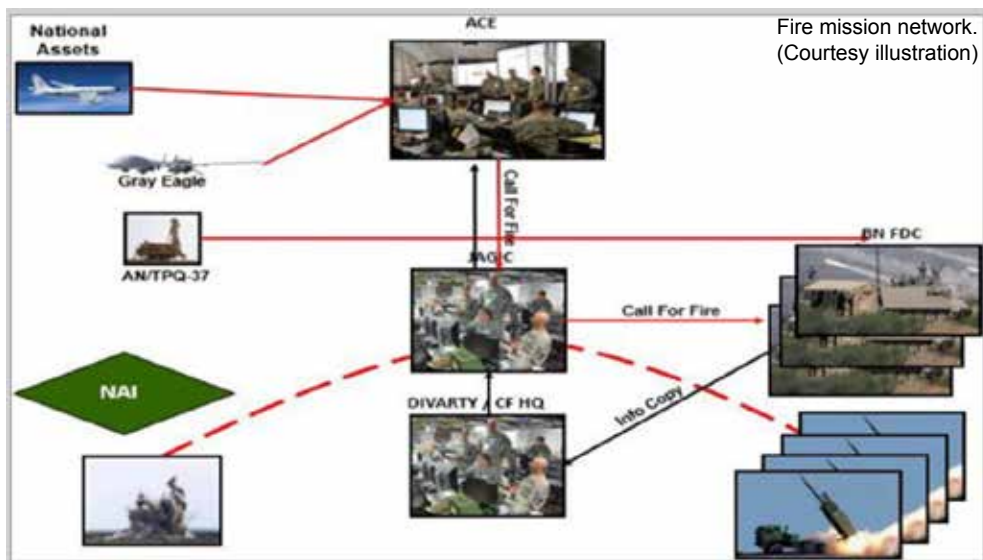 National
Assets
ACE
Fire mission network.
(Courtesy illustration)
Gray Eagle
Call For Fire
AN/TPQ-37
BN FDC
JAGIC
Call For Fire
NAI
DIVARTY / CF HQ
Info Copy